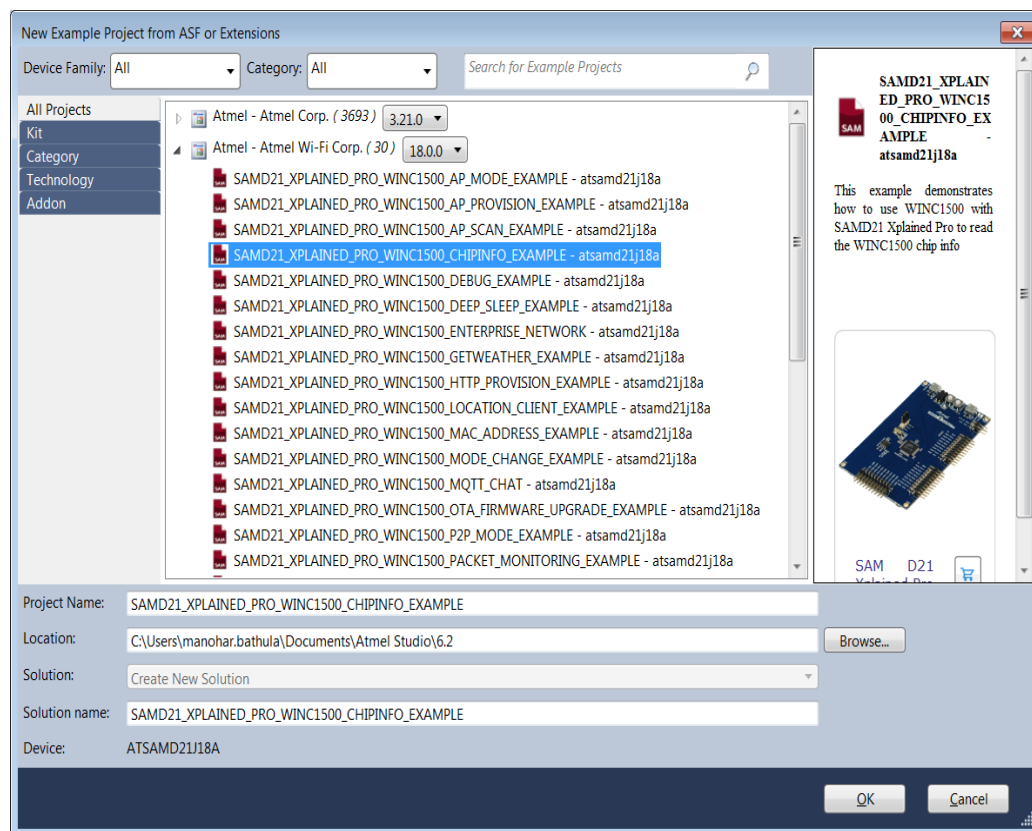 New Example Project from ASF or Extensions
Device Family: All
Category: All
Search for Example Projects
All Projects
Kit
Category
Technology
Addon
Atmel - Atmel Corp. ( 3693 ) 3.21.0
Atmel - Atmel Wi-Fi Corp. ( 30 ) 18.0.0
SAMD21_XPLAINED_PRO_WINC1500_AP_MODE_EXAMPLE - atsamd21j18a
SAMD21_XPLAINED_PRO_WINC1500_AP_PROVISION_EXAMPLE - atsamd21j18a
SAMD21_XPLAINED_PRO_WINC1500_AP_SCAN_EXAMPLE - atsamd21j18a
SAMD21_XPLAINED_PRO_WINC1500_CHIPINFO_EXAMPLE - atsamd21j18a
SAMD21_XPLAINED_PRO_WINC1500_DEBUG_EXAMPLE - atsamd21j18a
SAMD21_XPLAINED_PRO_WINC1500_DEEP_SLEEP_EXAMPLE - atsamd21j18a
SAMD21_XPLAINED_PRO_WINC1500_ENTERPRISE_NETWORK - atsamd21j18a
SAMD21_XPLAINED_PRO_WINC1500_GETWEATHER_EXAMPLE - atsamd21j18a
SAMD21_XPLAINED_PRO_WINC1500_HTTP_PROVISION_EXAMPLE - atsamd21j18a
SAMD21_XPLAINED_PRO_WINC1500_LOCATION_CLIENT_EXAMPLE - atsamd21j18a
SAMD21_XPLAINED_PRO_WINC1500_MAC_ADDRESS_EXAMPLE - atsamd21j18a
SAMD21_XPLAINED_PRO_WINC1500_MODE_CHANGE_EXAMPLE - atsamd21j18a
SAMD21_XPLAINED_PRO_WINC1500_MQTT_CHAT - atsamd21j18a
SAMD21_XPLAINED_PRO_WINC1500_OTA_FIRMWARE_UPGRADE_EXAMPLE - atsamd21j18a
SAMD21_XPLAINED_PRO_WINC1500_P2P_MODE_EXAMPLE - atsamd21j18a
SAMD21_XPLAINED_PRO_WINC1500_PACKET_MONITORING_EXAMPLE - atsamd21j18a
SAM
SAMD21_XPLAIN
ED_PRO_WINC15
00_CHIPINFO_EX
AMPLE -
atsamd21j18a
This example demonstrates
how to use WINC1500 with
SAMD21 Xplained Pro to read
the WINC1500 chip info
SAM D21
Xplained Pro
Project Name: SAMD21_XPLAINED_PRO_WINC1500_CHIPINFO_EXAMPLE
Location: C:\Users\manohar.bathula\Documents\Atmel Studio\6.2
Browse...
Solution: Create New Solution
Solution name: SAMD21_XPLAINED_PRO_WINC1500_CHIPINFO_EXAMPLE
Device: ATSAMD21J18A
OK
Cancel